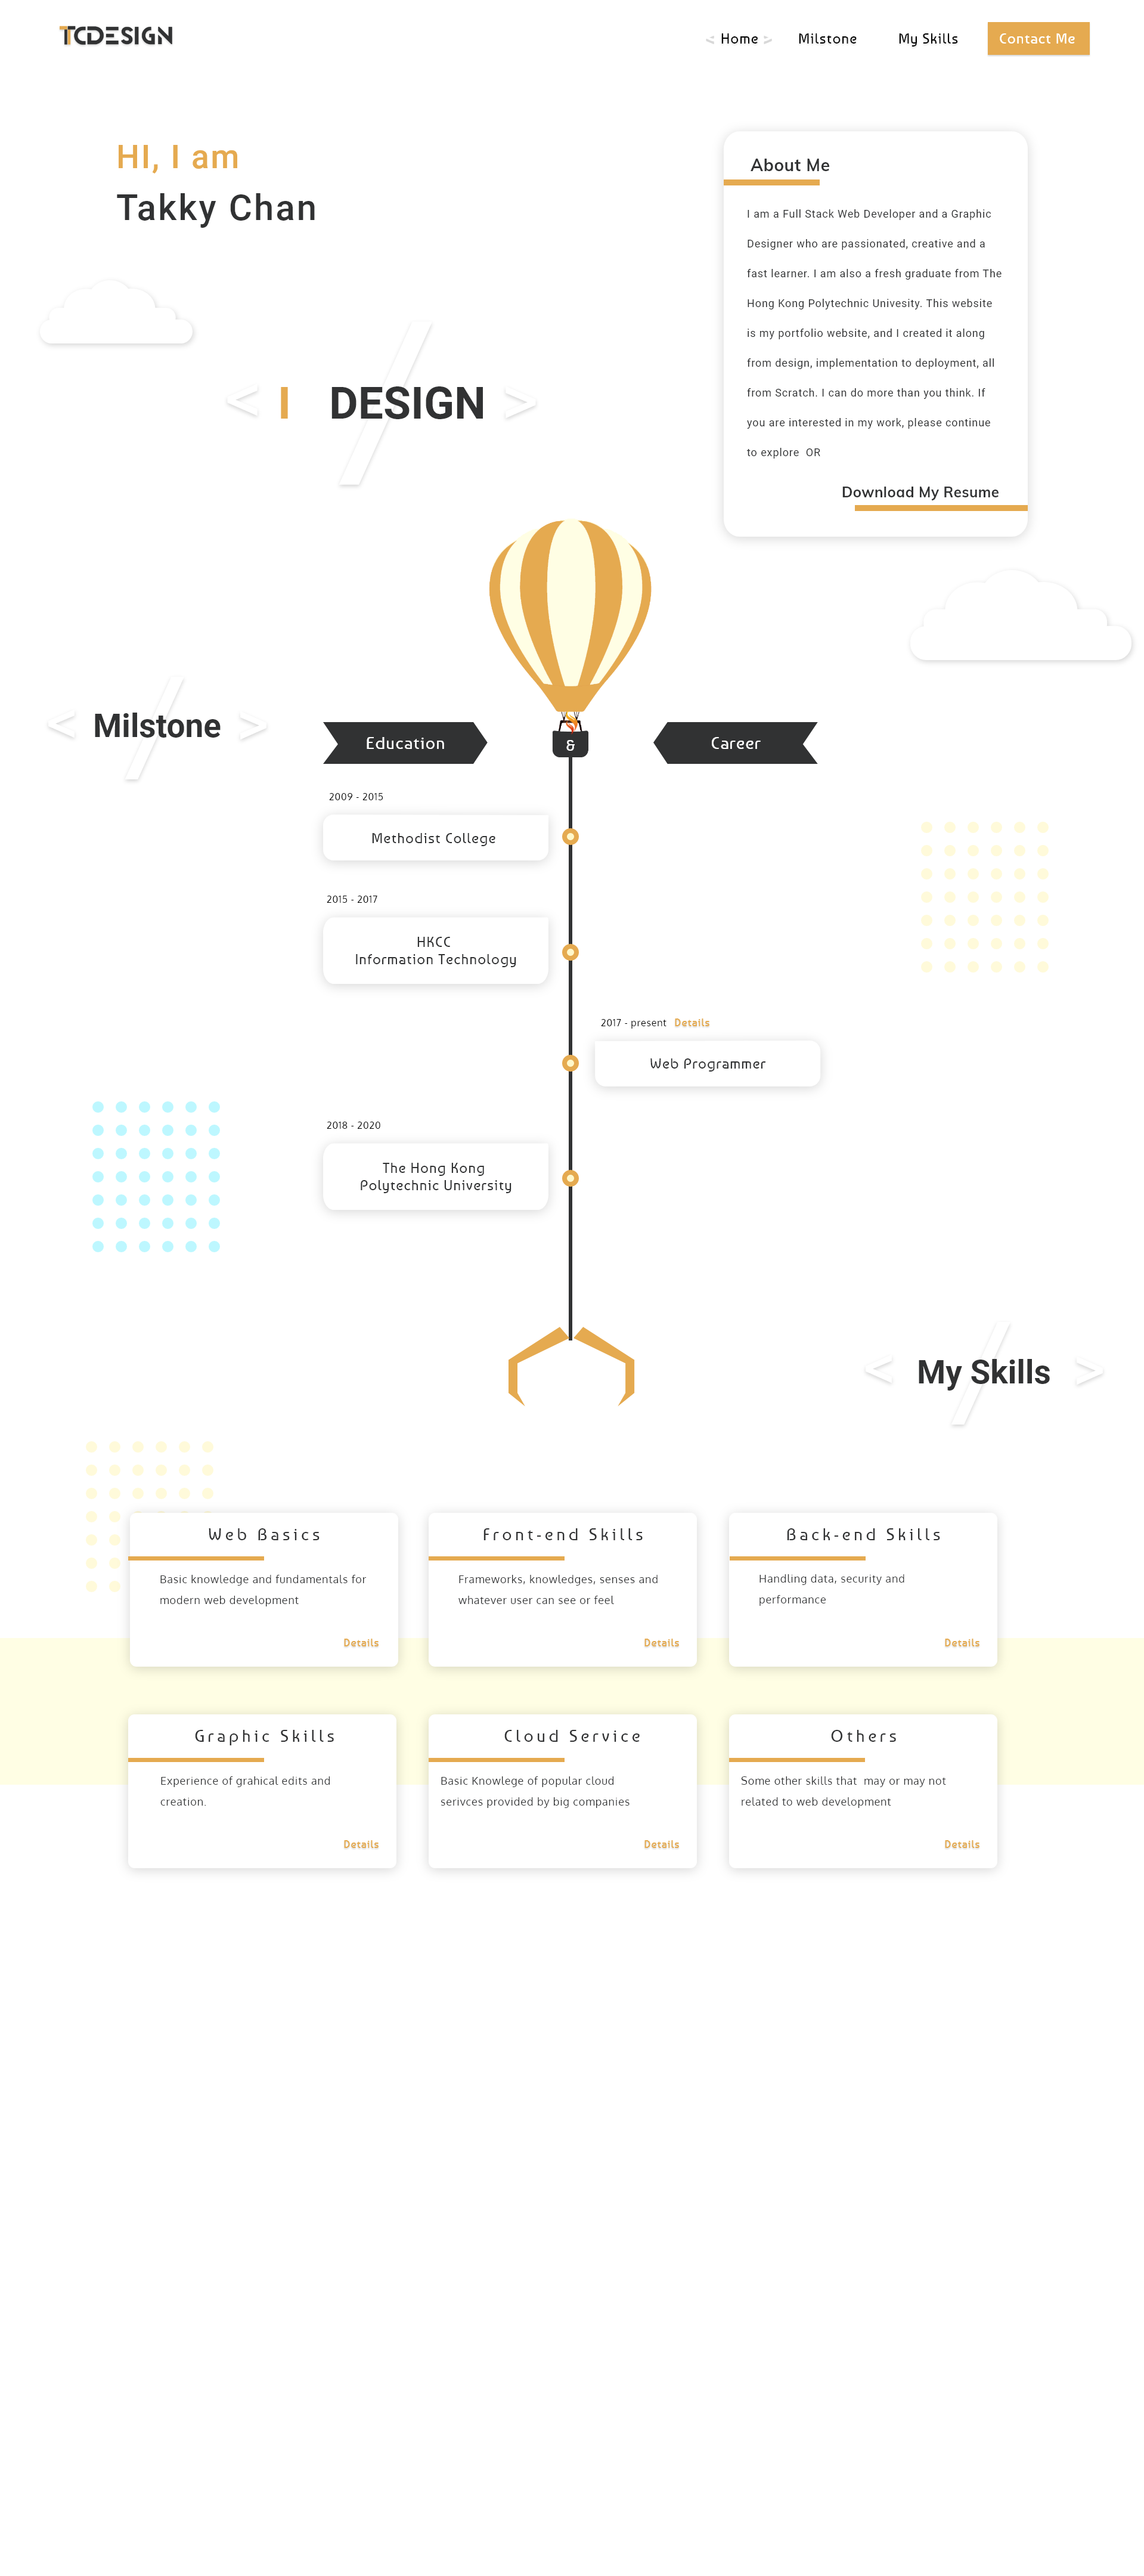 TCDESIGN
< Home >
Milstone
My Skills
Contact Me
HI, I am
Takky Chan
About Me
I am a Full Stack Web Developer and a Graphic
Designer who are passionated, creative and a
fast learner. I am also a fresh graduate from The
Hong Kong Polytechnic Univesity. This website
is my portfolio website, and I created it along
from design, implementation to deployment, all
from Scratch. I can do more than you think. If
you are interested in my work, please continue
to explore  OR
Download My Resume
< I / DESIGN >
< Milstone / >
Education
&
Career
2009 - 2015
Methodist College
2015 - 2017
HKCC
Information Technology
2017 - present Details
Web Programmer
2018 - 2020
The Hong Kong
Polytechnic University
< My Skills / >
Web Basics
Basic knowledge and fundamentals for
modern web development
Details
Front-end Skills
Frameworks, knowledges, senses and
whatever user can see or feel
Details
Back-end Skills
Handling data, security and
performance
Details
Graphic Skills
Experience of grahical edits and
creation.
Details
Cloud Service
Basic Knowlege of popular cloud
serivces provided by big companies
Details
Others
Some other skills that  may or may not
related to web development
Details